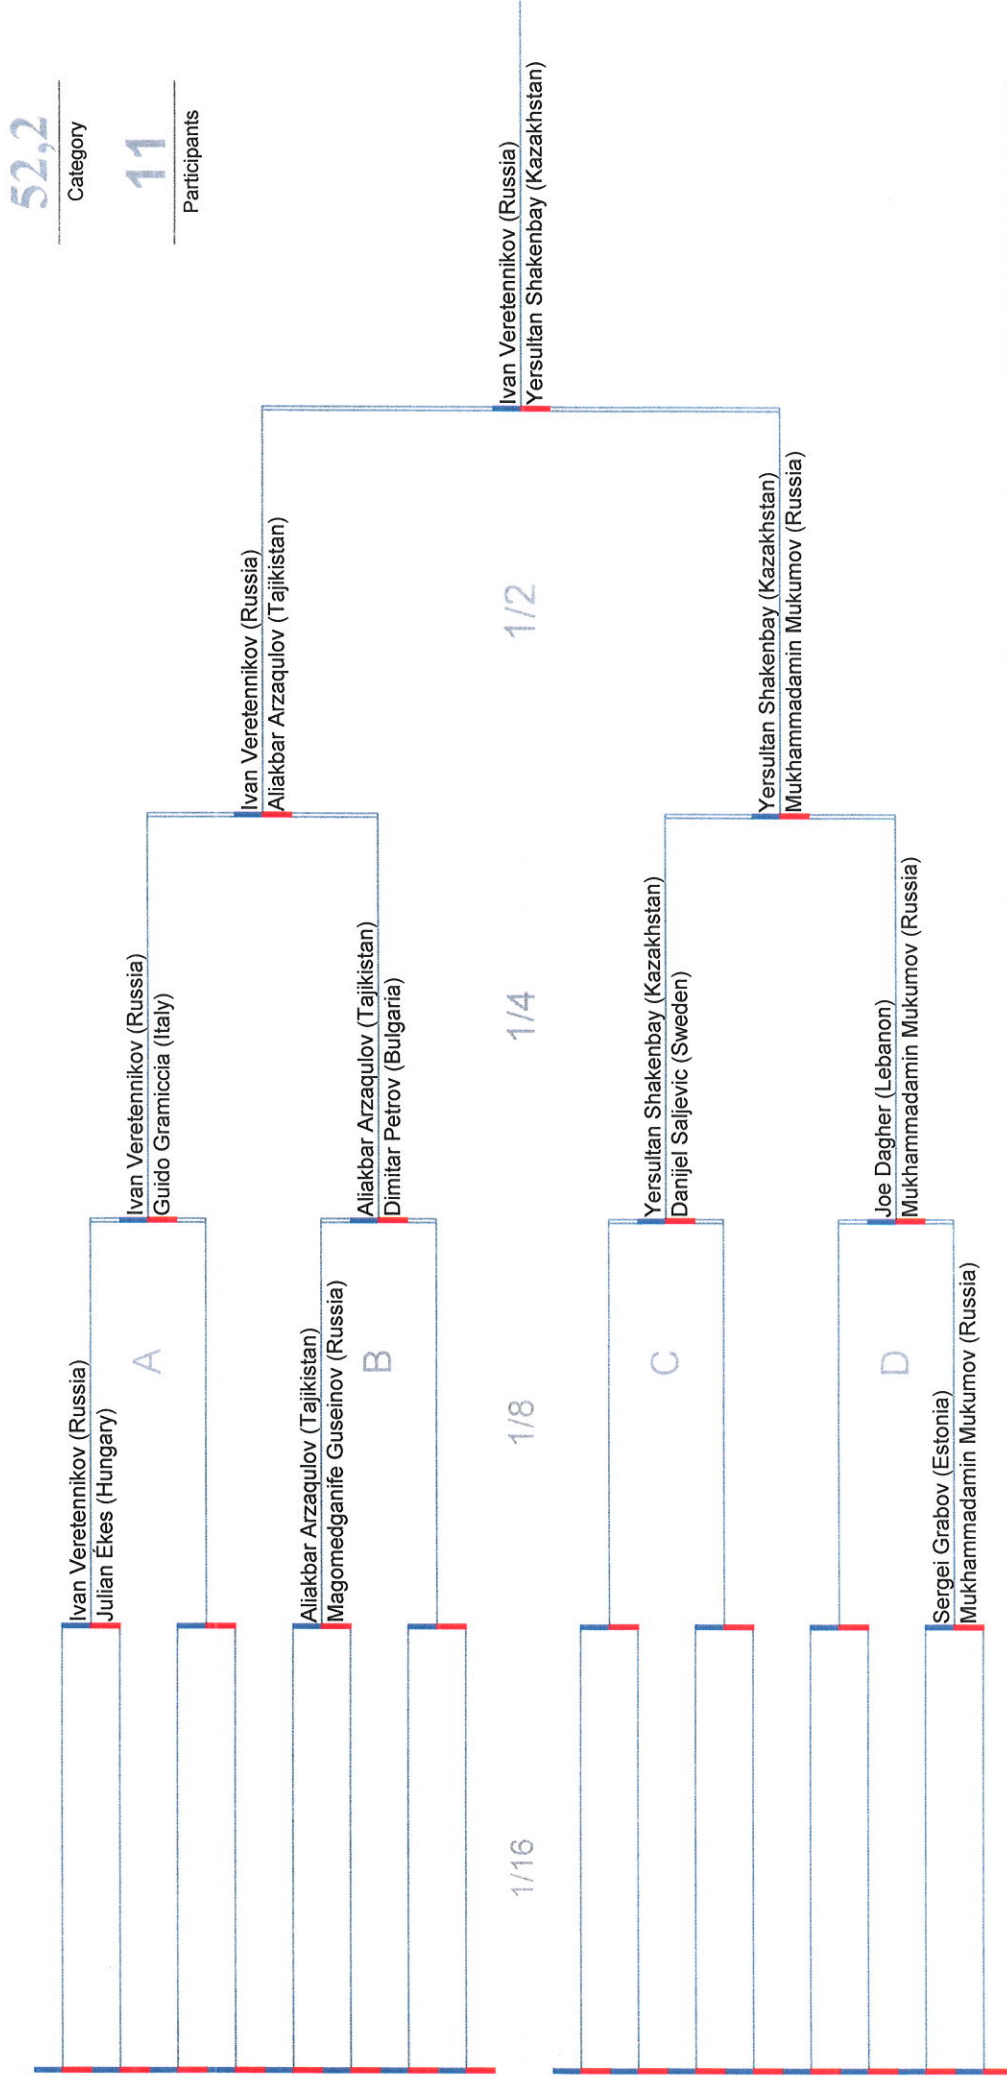 52,2
Category
11
Participants
Ivan Veretennikov (Russia)
Julian Ékes (Hungary)
Aliakbar Arzaqulov (Tajikistan)
Magomedganife Guseinov (Russia)
Sergei Grabov (Estonia)
Mukhammadamin Mukumov (Russia)
A
B
C
D
Ivan Veretennikov (Russia)
Guido Gramiccia (Italy)
Aliakbar Arzaqulov (Tajikistan)
Dimitar Petrov (Bulgaria)
Yersultan Shakenbay (Kazakhstan)
Danijel Saljevic (Sweden)
Joe Dagher (Lebanon)
Mukhammadamin Mukumov (Russia)
Ivan Veretennikov (Russia)
Aliakbar Arzaqulov (Tajikistan)
Yersultan Shakenbay (Kazakhstan)
Mukhammadamin Mukumov (Russia)
Ivan Veretennikov (Russia)
Yersultan Shakenbay (Kazakhstan)
1/16
1/8
1/4
1/2